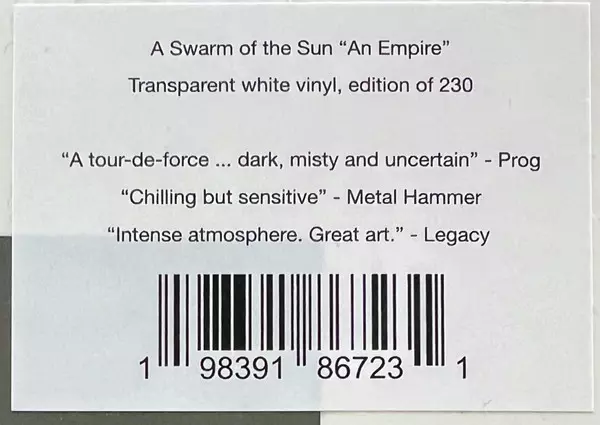 A Swarm of the Sun “An Empire”
Transparent white vinyl, edition of 230
“A tour-de-force ... dark, misty and uncertain” - Prog
“Chilling but sensitive” - Metal Hammer
“Intense atmosphere. Great art.” - Legacy
1 98391 86723 1